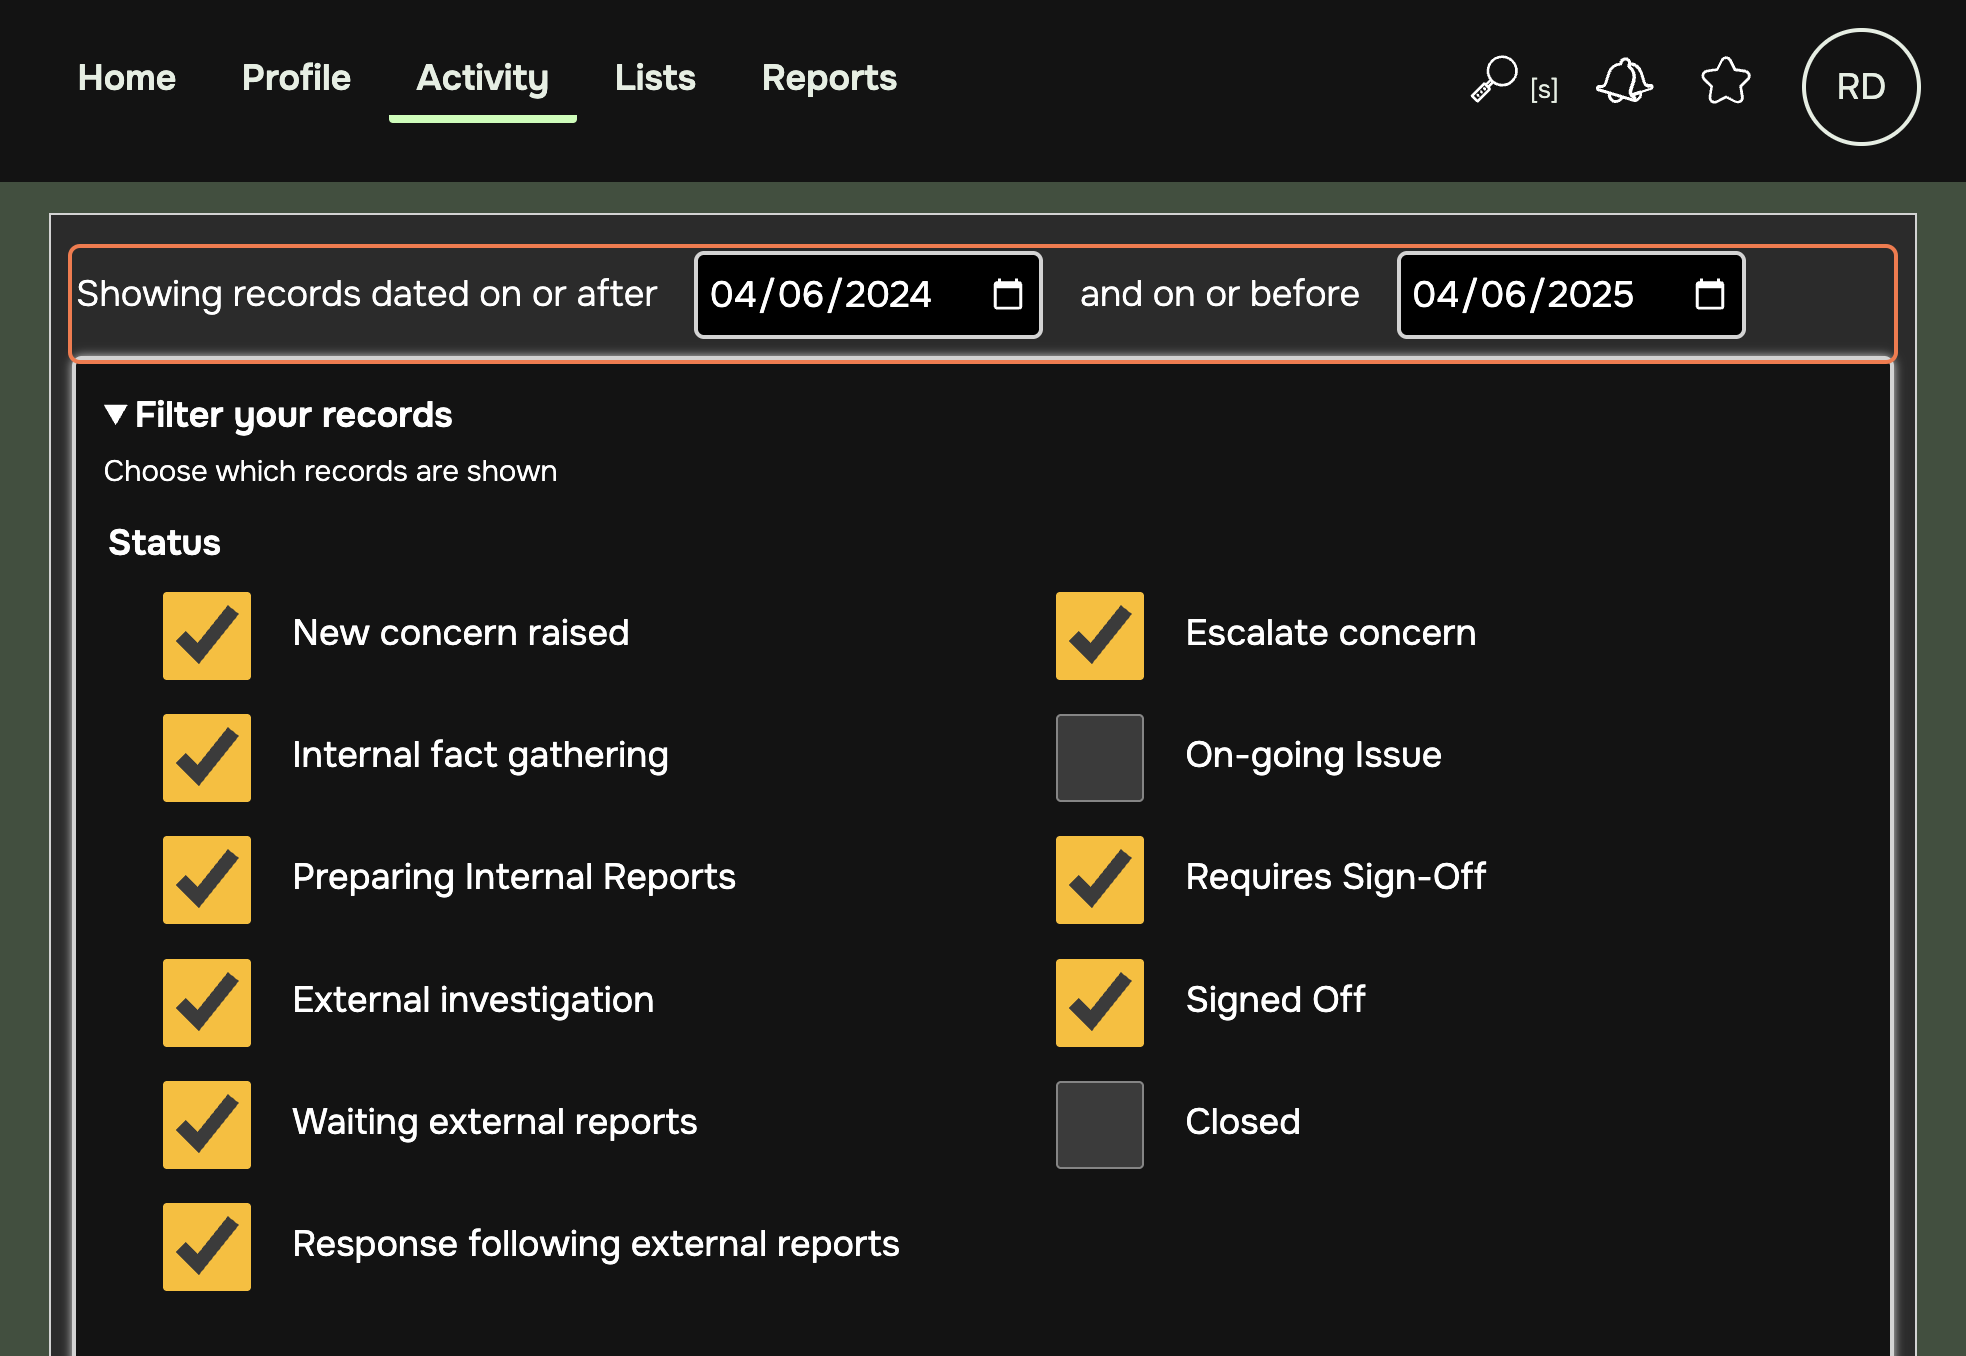 Home Profile Activity Lists Reports [s] RD
Showing records dated on or after 04/06/2024 and on or before 04/06/2025
Filter your records
Choose which records are shown
Status
New concern raised
Escalate concern
Internal fact gathering
On-going Issue
Preparing Internal Reports
Requires Sign-Off
External investigation
Signed Off
Waiting external reports
Closed
Response following external reports